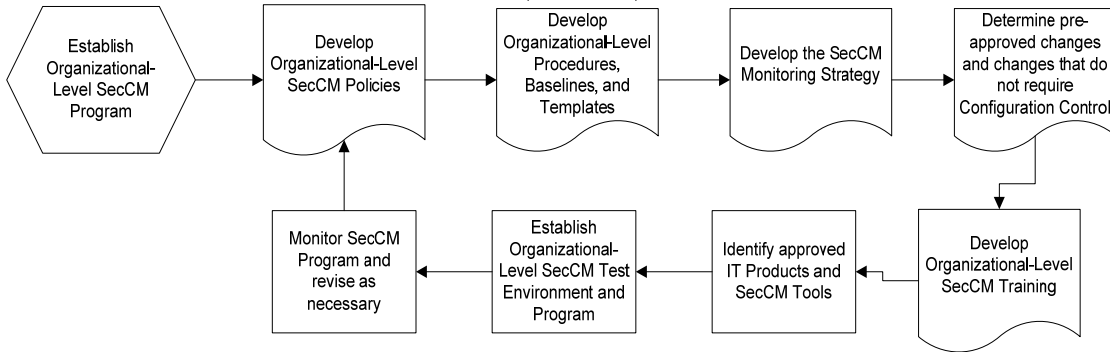 Establish
Organizational-
Level SecCM
Program
Develop
Organizational-Level
SecCM Policies
Develop
Organizational-Level
Procedures,
Baselines, and
Templates
Develop the SecCM
Monitoring Strategy
Determine pre-
approved changes
and changes that do
not require
Configuration Control
Develop
Organizational-Level
SecCM Training
Identify approved
IT Products and
SecCM Tools
Establish
Organizational-
Level SecCM Test
Environment and
Program
Monitor SecCM
Program and
revise as
necessary